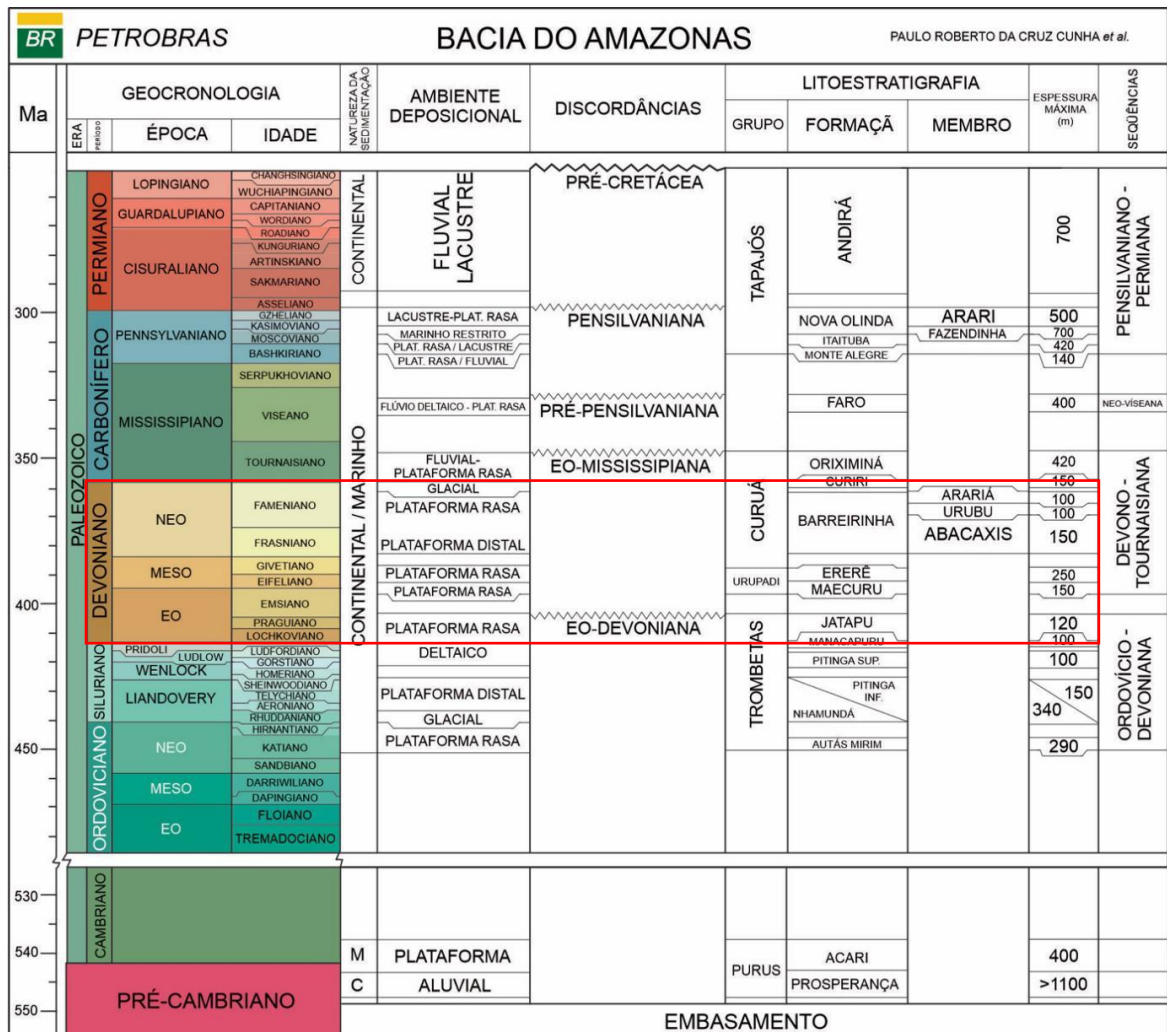 BR PETROBRAS
BACIA DO AMAZONAS
PAULO ROBERTO DA CRUZ CUNHA et al.
Ma
GEOCRONOLOGIA
ERA
PERÍODO
ÉPOCA
IDADE
NATUREZA DA SEDIMENTAÇÃO
AMBIENTE
DEPOSICIONAL
DISCORDÂNCIAS
LITOESTRATIGRAFIA
GRUPO
FORMAÇÃ
MEMBRO
ESPESSURA
MÁXIMA
(m)
SEQÜÊNCIAS
300
350
400
450
530
540
550
PALEOZOICO
PERMIANO
CARBONÍFERO
DEVONIANO
SILURIANO
ORDOVICIANO
CAMBRIANO
PRÉ-CAMBRIANO
LOPINGIANO
GUARDALUPIANO
CISURALIANO
PENNSYLVANIANO
MISSISSIPIANO
NEO
MESO
EO
PRIDOLI
LUDLOW
WENLOCK
LIANDOVERY
NEO
MESO
EO
CHANGHSINGIANO
WUCHIAPINGIANO
CAPITANIANO
WORDIANO
ROADIANO
KUNGURIANO
ARTINSKIANO
SAKMARIANO
ASSELIANO
GZHELIANO
KASIMOVIANO
MOSCOVIANO
BASHKIRIANO
SERPUKHOVIANO
VISEANO
TOURNAISIANO
FAMENIANO
FRASNIANO
GIVETIANO
EIFELIANO
EMSIANO
PRAGUIANO
LOCHKOVIANO
LUDFORDIANO
GORSTIANO
HOMERIANO
SHEINWOODIANO
TELYCHIANO
AERONIANO
RHUDDANIANO
HIRNANTIANO
KATIANO
SANDBIANO
DARRIWILIANO
DAPINGIANO
FLOIANO
TREMADOCIANO
CONTINENTAL
CONTINENTAL / MARINHO
M
C
FLUVIAL
LACUSTRE
LACUSTRE-PLAT. RASA
MARINHO RESTRITO
PLAT. RASA / LACUSTRE
PLAT. RASA / FLUVIAL
FLÚVIO DELTAICO - PLAT. RASA
FLUVIAL-
PLATAFORMA RASA
GLACIAL
PLATAFORMA RASA
PLATAFORMA DISTAL
PLATAFORMA RASA
PLATAFORMA RASA
PLATAFORMA RASA
DELTAICO
PLATAFORMA DISTAL
GLACIAL
PLATAFORMA RASA
PLATAFORMA
ALUVIAL
PRÉ-CRETÁCEA
PENSILVANIANA
PRÉ-PENSILVANIANA
EO-MISSISSIPIANA
EO-DEVONIANA
TAPAJÓS
CURUÁ
URUPADI
TROMBETAS
PURUS
ANDIRÁ
NOVA OLINDA
ITAITUBA
MONTE ALEGRE
FARO
ORIXIMINÁ
CURIRI
BARREIRINHA
ERERÊ
MAECURU
JATAPU
MANACAPURU
PITINGA SUP.
PITINGA
INF.
NHAMUNDÁ
AUTÁS MIRIM
ACARI
PROSPERANÇA
ARARI
FAZENDINHA
ARARIÁ
URUBU
ABACAXIS
700
500
700
420
140
400
420
150
100
100
150
250
150
120
100
100
150
340
290
400
>1100
PENSILVANIANO -
PERMIANA
NEO-VÍSEANA
DEVONO -
TOURNAISIANA
ORDOVÍCIO -
DEVONIANA
EMBASAMENTO